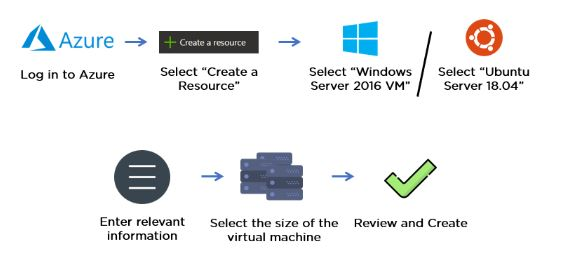 Azure
Create a resource
Log in to Azure
Select “Create a
Resource”
Select “Windows
Server 2016 VM”
Select “Ubuntu
Server 18.04”
Enter relevant
information
Select the size of the
virtual machine
Review and Create